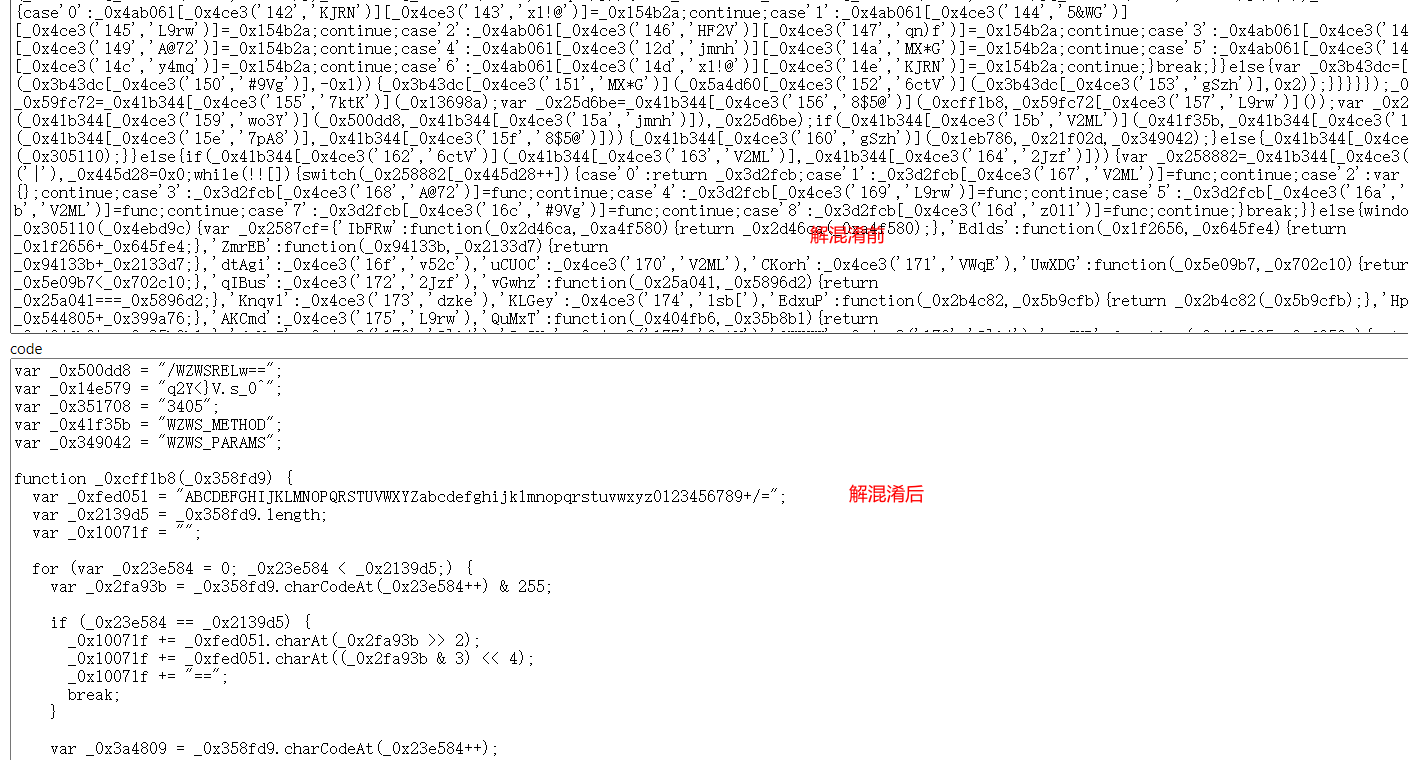 {case'0':_0x4ab061[_0x4ce3('142','KJRN')][_0x4ce3('143','x1!@')]=_0x154b2a;continue;case'1':_0x4ab061[_0x4ce3('144','5&WG')]
[_0x4ce3('145','L9rw')]=_0x154b2a;continue;case'2':_0x4ab061[_0x4ce3('146','HF2V')][_0x4ce3('147','qn)f')]=_0x154b2a;continue;case'3':_0x4ab061[_0x4ce3('14
[_0x4ce3('149','A@72')]=_0x154b2a;continue;case'4':_0x4ab061[_0x4ce3('12d','jmnh')][_0x4ce3('14a','MX*G')]=_0x154b2a;continue;case'5':_0x4ab061[_0x4ce3('14
[_0x4ce3('14c','y4mq')]=_0x154b2a;continue;case'6':_0x4ab061[_0x4ce3('14d','x1!@')][_0x4ce3('14e','KJRN')]=_0x154b2a;continue;}break;}}else{var _0x3b43dc=[
(_0x3b43dc[_0x4ce3('150','#9Vg')],-0x1)){_0x3b43dc[_0x4ce3('151','MX*G')](_0x5a4d60[_0x4ce3('152','6ctV')](_0x3b43dc[_0x4ce3('153','gSzh')],0x2));}}}}}});_0
_0x59fc72=_0x41b344[_0x4ce3('155','7ktK')](_0x13698a);var _0x25d6be=_0x41b344[_0x4ce3('156','8$5@')](_0xcff1b8,_0x59fc72[_0x4ce3('157','L9rw')]());var _0x2
(_0x41b344[_0x4ce3('159','wo3Y')](_0x500dd8,_0x41b344[_0x4ce3('15a','jmnh')]),_0x25d6be);if(_0x41b344[_0x4ce3('15b','V2ML')](_0x41f35b,_0x41b344[_0x4ce3('1
(_0x41b344[_0x4ce3('15e','7pA8')],_0x41b344[_0x4ce3('15f','8$5@')])){_0x41b344[_0x4ce3('160','gSzh')](_0x1eb786,_0x21f02d,_0x349042);}else{_0x41b344[_0x4ce3
(_0x305110);}}else{if(_0x41b344[_0x4ce3('162','6ctV')](_0x41b344[_0x4ce3('163','V2ML')],_0x41b344[_0x4ce3('164','2Jzf')])){var _0x258882=_0x41b344[_0x4ce3(
('|'),_0x445d28=0x0;while(!![]){switch(_0x258882[_0x445d28++]){case'0':return _0x3d2fcb;case'1':_0x3d2fcb[_0x4ce3('167','V2ML')]=func;continue;case'2':var
{};continue;case'3':_0x3d2fcb[_0x4ce3('168','A@72')]=func;continue;case'4':_0x3d2fcb[_0x4ce3('169','L9rw')]=func;continue;case'5':_0x3d2fcb[_0x4ce3('16a','
b','V2ML')]=func;continue;case'7':_0x3d2fcb[_0x4ce3('16c','#9Vg')]=func;continue;case'8':_0x3d2fcb[_0x4ce3('16d','z011')]=func;continue;}break;}}else{windo
_0x305110(_0x4ebd9c){var _0x2587cf={'IbFRw':function(_0x2d46ca,_0xa4f580){return _0x2d46ca(_0xa4f580);},'Edlds':function(_0x1f2656,_0x645fe4){return
解混淆前
_0x1f2656+_0x645fe4;},'ZmrEB':function(_0x94133b,_0x2133d7){return
_0x94133b+_0x2133d7;},'dtAgi':_0x4ce3('16f','v52c'),'uCUOC':_0x4ce3('170','V2ML'),'CKorh':_0x4ce3('171','VWqE'),'UwXDG':function(_0x5e09b7,_0x702c10){retur
_0x5e09b7<_0x702c10;},'qIBus':_0x4ce3('172','2Jzf'),'vGwhz':function(_0x25a041,_0x5896d2){return
_0x25a041===_0x5896d2;},'Knqvl':_0x4ce3('173','dzke'),'KLGey':_0x4ce3('174','lsb['),'EdxuP':function(_0x2b4c82,_0x5b9cfb){return _0x2b4c82(_0x5b9cfb);},'Hp
_0x544805+_0x399a76;},'AKCmd':_0x4ce3('175','L9rw'),'QuMxT':function(_0x404fb6,_0x35b8b1){return
code
var _0x500dd8 = "/WZWSRELw==";
var _0x14e579 = "q2Y<}V.s_0^";
var _0x351708 = "3405";
var _0x41f35b = "WZWS_METHOD";
var _0x349042 = "WZWS_PARAMS";
function _0xcff1b8(_0x358fd9) {
var _0xfed051 = "ABCDEFGHIJKLMNOPQRSTUVWXYZabcdefghijklmnopqrstuvwxyz0123456789+/=";
解混淆后
var _0x2139d5 = _0x358fd9.length;
var _0x10071f = "";
for (var _0x23e584 = 0; _0x23e584 < _0x2139d5;) {
var _0x2fa93b = _0x358fd9.charCodeAt(_0x23e584++) & 255;
if (_0x23e584 == _0x2139d5) {
_0x10071f += _0xfed051.charAt(_0x2fa93b >> 2);
_0x10071f += _0xfed051.charAt((_0x2fa93b & 3) << 4);
_0x10071f += "==";
break;
}
var _0x3a4809 = _0x358fd9.charCodeAt(_0x23e584++);